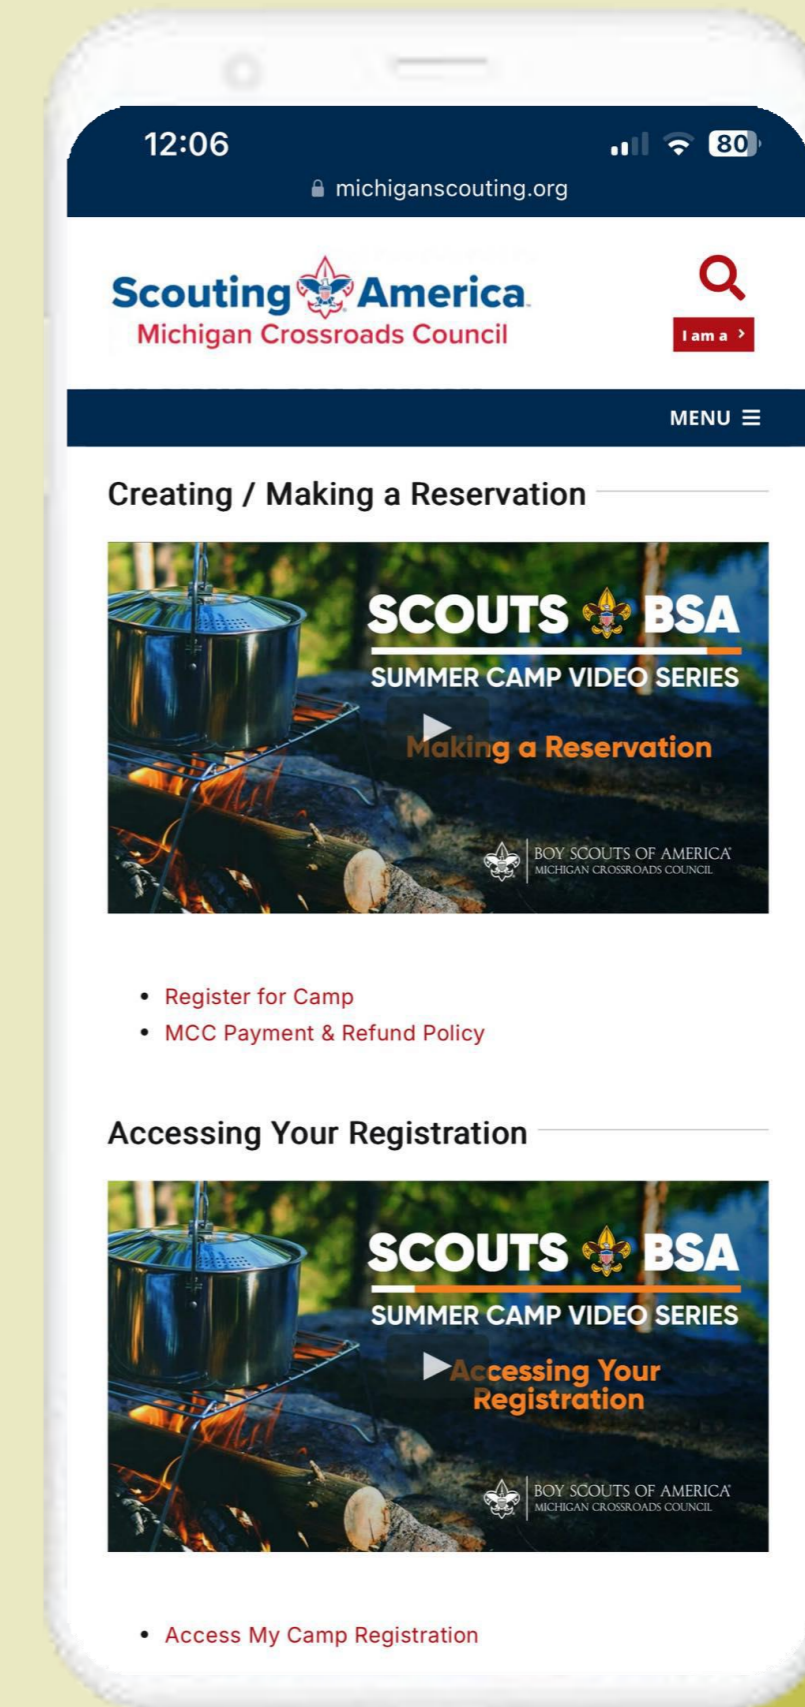 12:06
80
michiganscouting.org
Scouting America
Michigan Crossroads Council
I am a >
MENU
Creating / Making a Reservation
SCOUTS BSA
SUMMER CAMP VIDEO SERIES
Making a Reservation
BOY SCOUTS OF AMERICA®
MICHIGAN CROSSROADS COUNCIL
• Register for Camp
• MCC Payment & Refund Policy
Accessing Your Registration
SCOUTS BSA
SUMMER CAMP VIDEO SERIES
Accessing Your
Registration
BOY SCOUTS OF AMERICA®
MICHIGAN CROSSROADS COUNCIL
• Access My Camp Registration